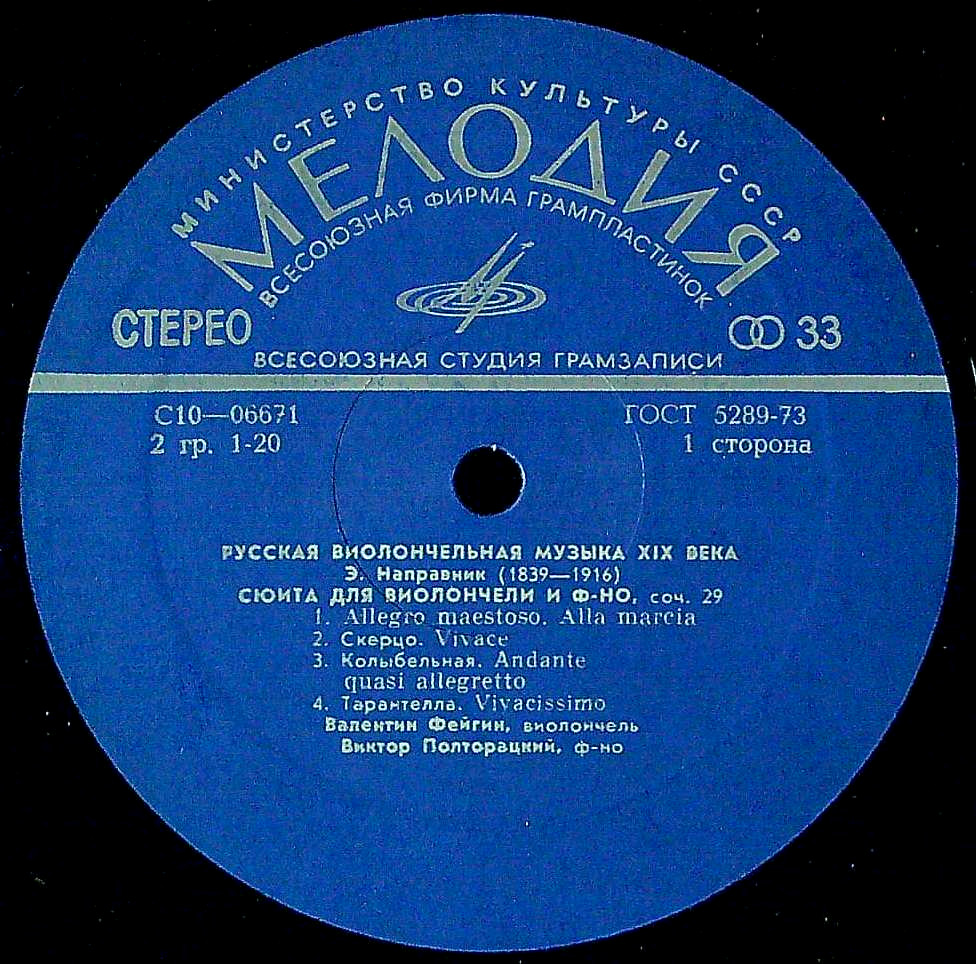 МИНИСТЕРСТВО КУЛЬТУРЫ СССР
МЕЛОДИЯ
ВСЕСОЮЗНАЯ ФИРМА ГРАМПЛАСТИНОК
СТЕРЕО
33
ВСЕСОЮЗНАЯ СТУДИЯ ГРАМЗАПИСИ
С10—06671
ГОСТ 5289-73
2 гр. 1-20
1 сторона
РУССКАЯ ВИОЛОНЧЕЛЬНАЯ МУЗЫКА XIX ВЕКА
Э. Направник (1839—1916)
СЮИТА ДЛЯ ВИОЛОНЧЕЛИ И Ф-НО, соч. 29
1. Allegro maestoso. Alla marcia
2. Скерцо. Vivace
3. Колыбельная. Andante
quasi allegretto
4. Тарантелла. Vivacissimo
Валентин Фейгин, виолончель
Виктор Полторацкий, ф-но